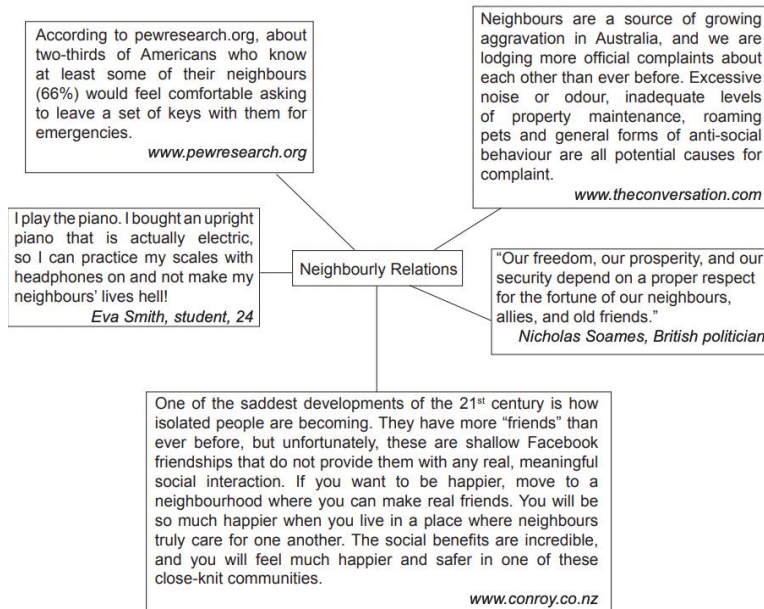 According to pewresearch.org, about
two-thirds of Americans who know
at least some of their neighbours
(66%) would feel comfortable asking
to leave a set of keys with them for
emergencies.
www.pewresearch.org
Neighbours are a source of growing
aggravation in Australia, and we are
lodging more official complaints about
each other than ever before. Excessive
noise or odour, inadequate levels
of property maintenance, roaming
pets and general forms of anti-social
behaviour are all potential causes for
complaint.
www.theconversation.com
I play the piano. I bought an upright
piano that is actually electric,
so I can practice my scales with
headphones on and not make my
neighbours’ lives hell!
Eva Smith, student, 24
Neighbourly Relations
“Our freedom, our prosperity, and our
security depend on a proper respect
for the fortune of our neighbours,
allies, and old friends.”
Nicholas Soames, British politician
One of the saddest developments of the 21st century is how
isolated people are becoming. They have more “friends” than
ever before, but unfortunately, these are shallow Facebook
friendships that do not provide them with any real, meaningful
social interaction. If you want to be happier, move to a
neighbourhood where you can make real friends. You will be
so much happier when you live in a place where neighbours
truly care for one another. The social benefits are incredible,
and you will feel much happier and safer in one of these
close-knit communities.
www.conroy.co.nz